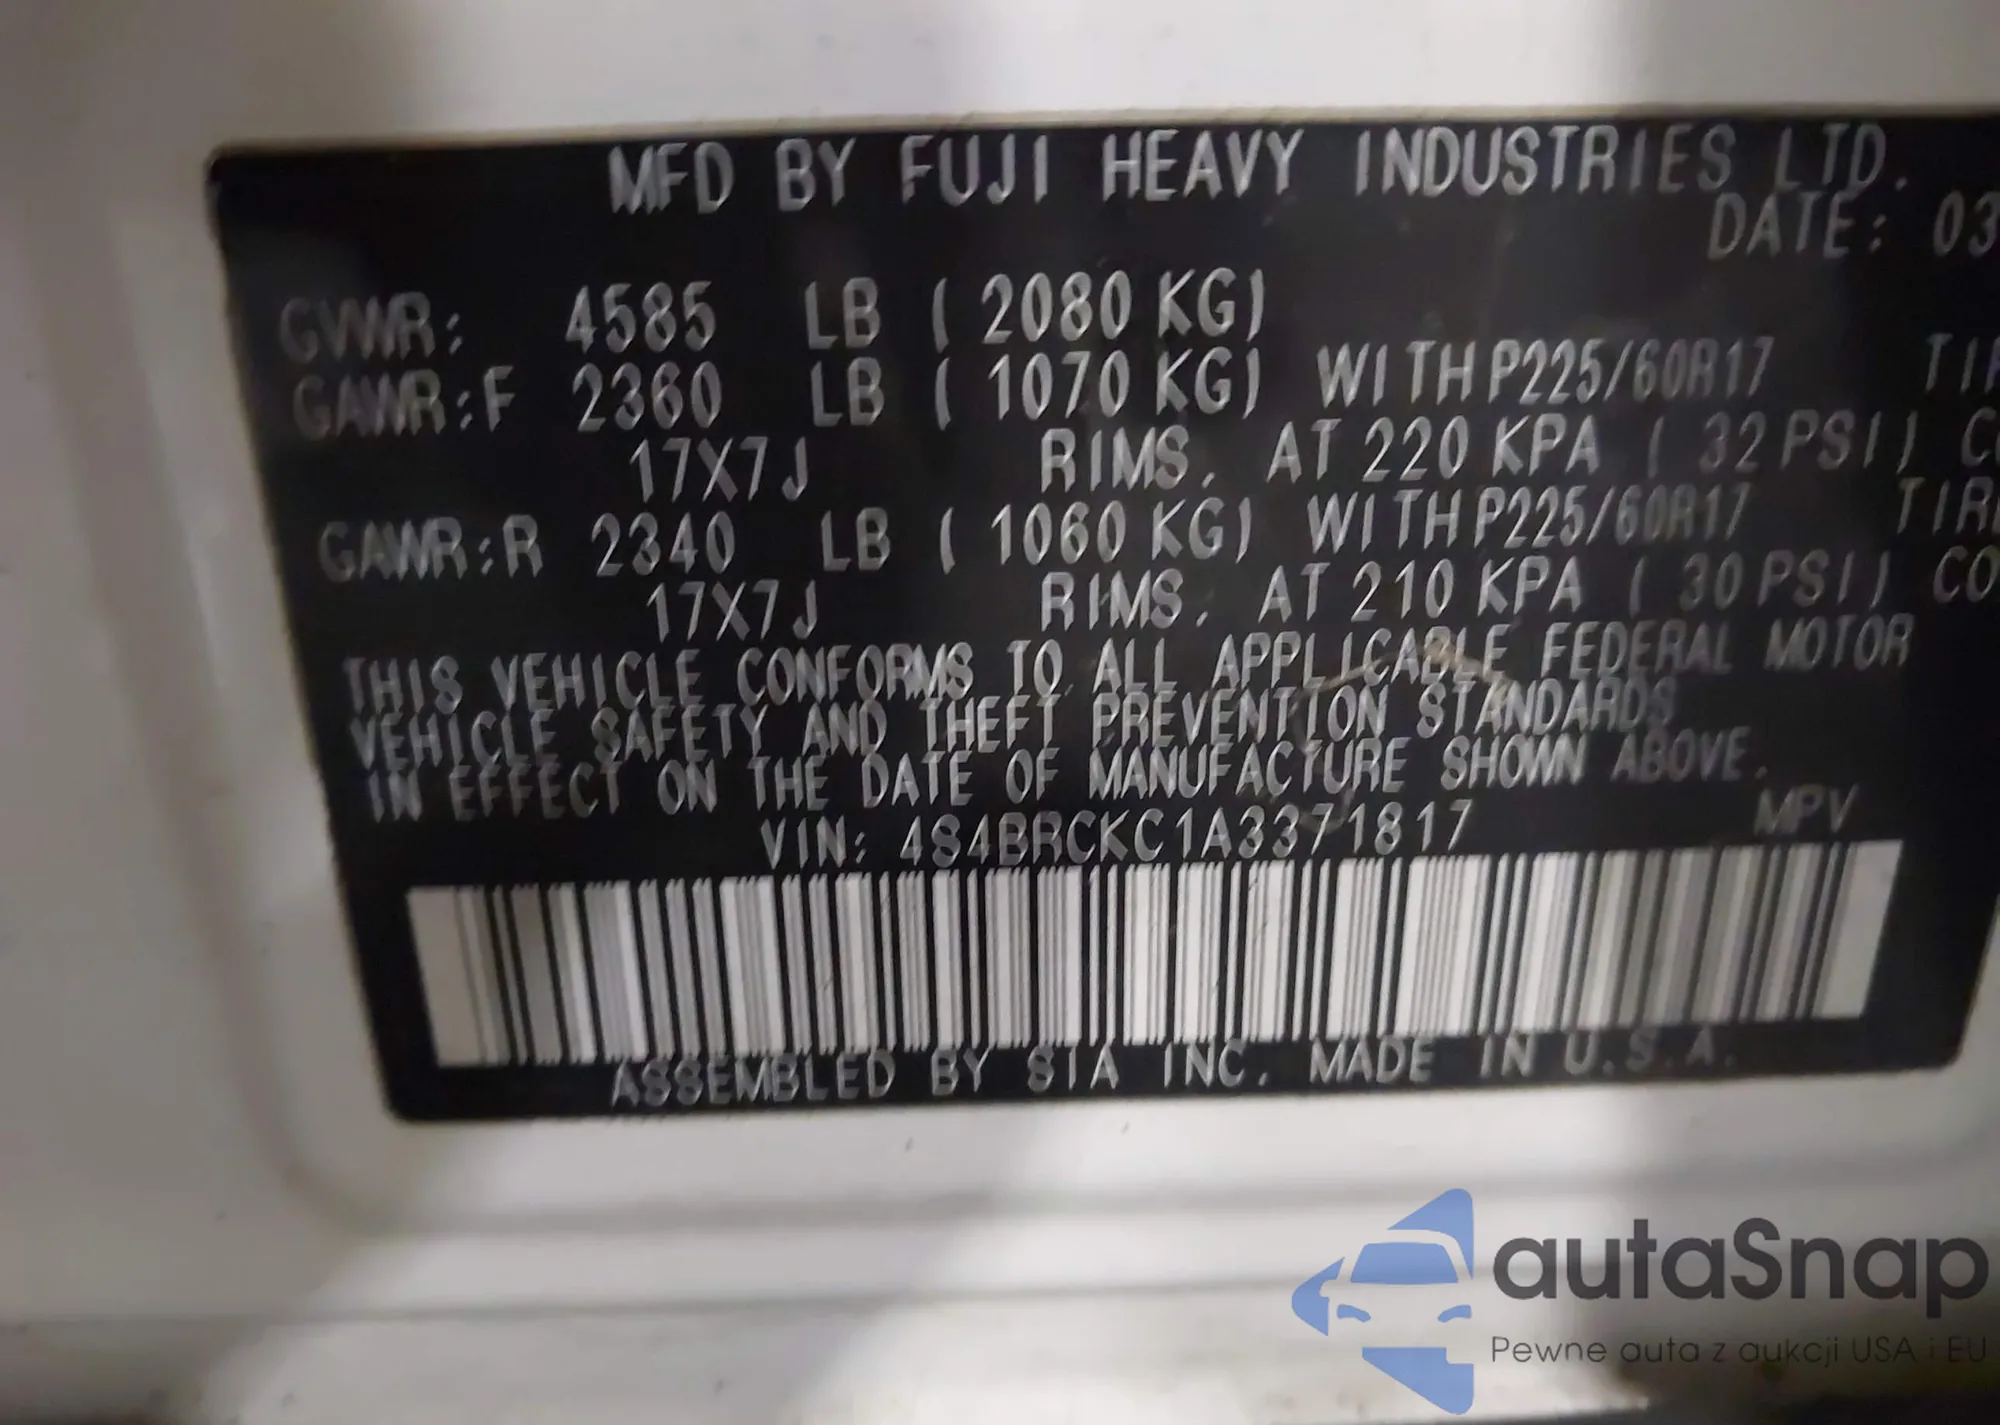 MFD BY FUJI HEAVY INDUSTRIES LTD.
DATE: 03
GVWR: 4585 LB ( 2080 KG)
GAWR:F 2360 LB ( 1070 KG) WITH P225/60R17 TIR
17X7J RIMS. AT 220 KPA ( 32 PSI) CO
GAWR:R 2340 LB ( 1060 KG) WITH P225/60R17 TIR
17X7J RIMS. AT 210 KPA ( 30 PSI) CO
THIS VEHICLE CONFORMS TO ALL APPLICABLE FEDERAL MOTOR
VEHICLE SAFETY AND THEFT PREVENTION STANDARDS
IN EFFECT ON THE DATE OF MANUFACTURE SHOWN ABOVE.
VIN: 4S4BRCKC1A3371817 MPV
ASSEMBLED BY SIA INC. MADE IN U.S.A.
autaSnap
Pewne auta z aukcji USA i EU